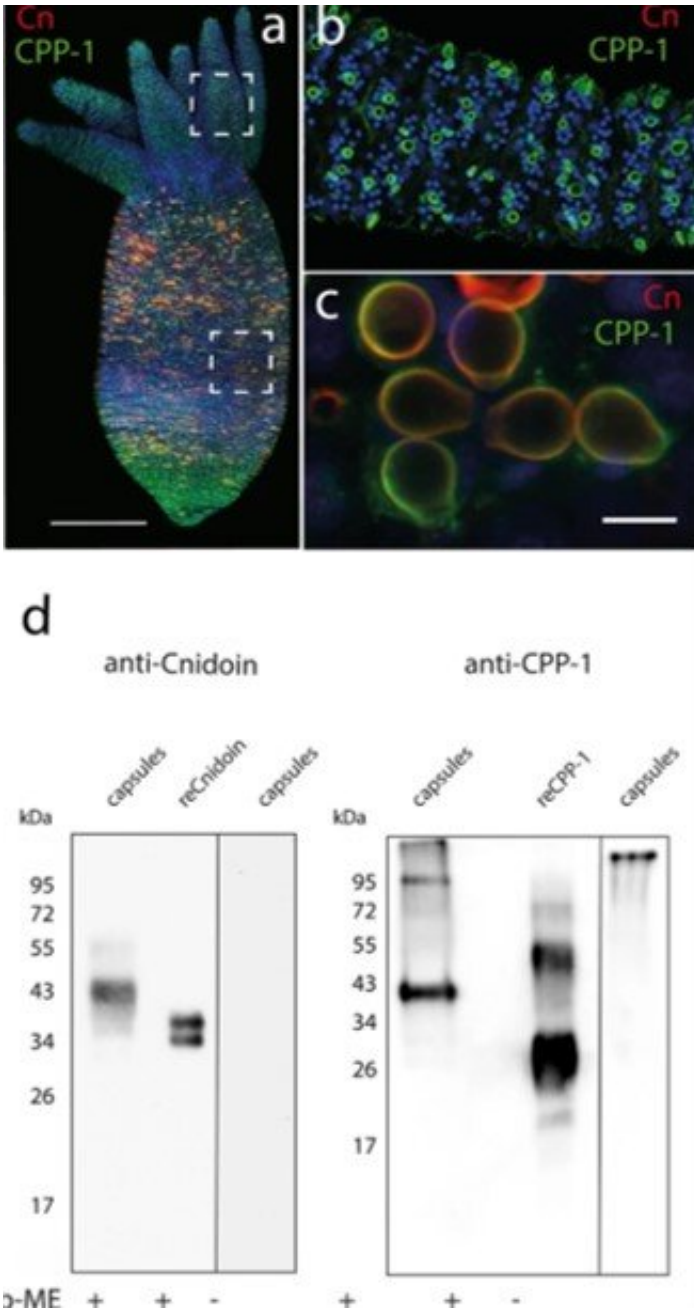 Cn
CPP-1
a
b
Cn
CPP-1
c
Cn
CPP-1
d
anti-Cnidoin
anti-CPP-1
capsules reCnidoin capsules
capsules reCPP-1 capsules
kDa
95
72
55
43
34
26
17
kDa
95
72
55
43
34
26
17
-ME + + - + + -